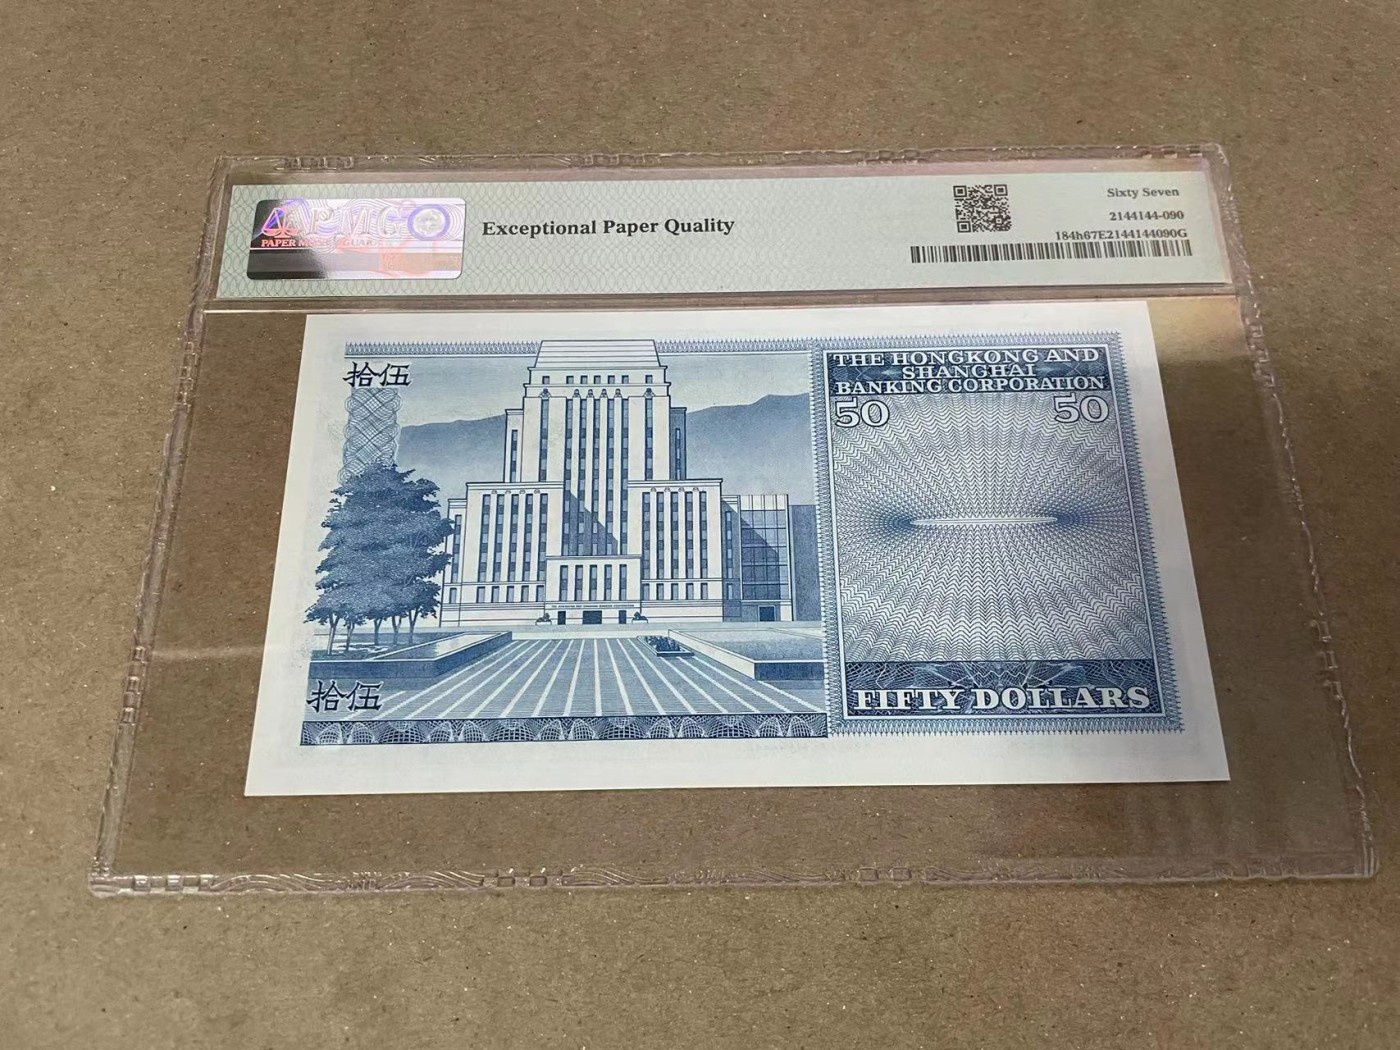 PMG
PAPER MONEY GUARANTY
Exceptional Paper Quality
Sixty Seven
2144144-090
184h67E2144144090G
拾伍
THE HONGKONG AND
SHANGHAI
BANKING CORPORATION
50 50
拾伍
FIFTY DOLLARS